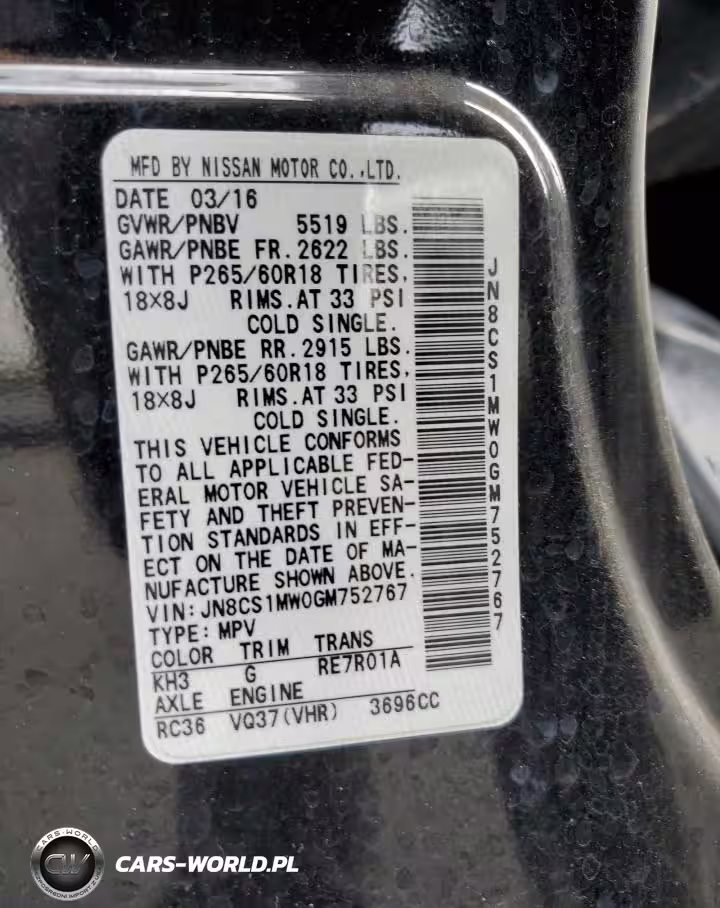 MFD BY NISSAN MOTOR CO.,LTD.
DATE 03/16
GVWR/PNBV 5519 LBS.
GAWR/PNBE FR.2622 LBS.
WITH P265/60R18 TIRES,
18×8J RIMS.AT 33 PSI
COLD SINGLE.
GAWR/PNBE RR.2915 LBS.
WITH P265/60R18 TIRES,
18×8J RIMS.AT 33 PSI
COLD SINGLE.
THIS VEHICLE CONFORMS
TO ALL APPLICABLE FED-
ERAL MOTOR VEHICLE SA-
FETY AND THEFT PREVEN-
TION STANDARDS IN EFF-
ECT ON THE DATE OF MA-
NUFACTURE SHOWN ABOVE.
VIN:JN8CS1MW0GM752767
TYPE:MPV
COLOR TRIM TRANS
KH3 G RE7R01A
AXLE ENGINE
RC36 VQ37(VHR) 3696CC
JN8CS1MW0GM752767
CARS-WORLD
CW
CARS-WORLD.PL